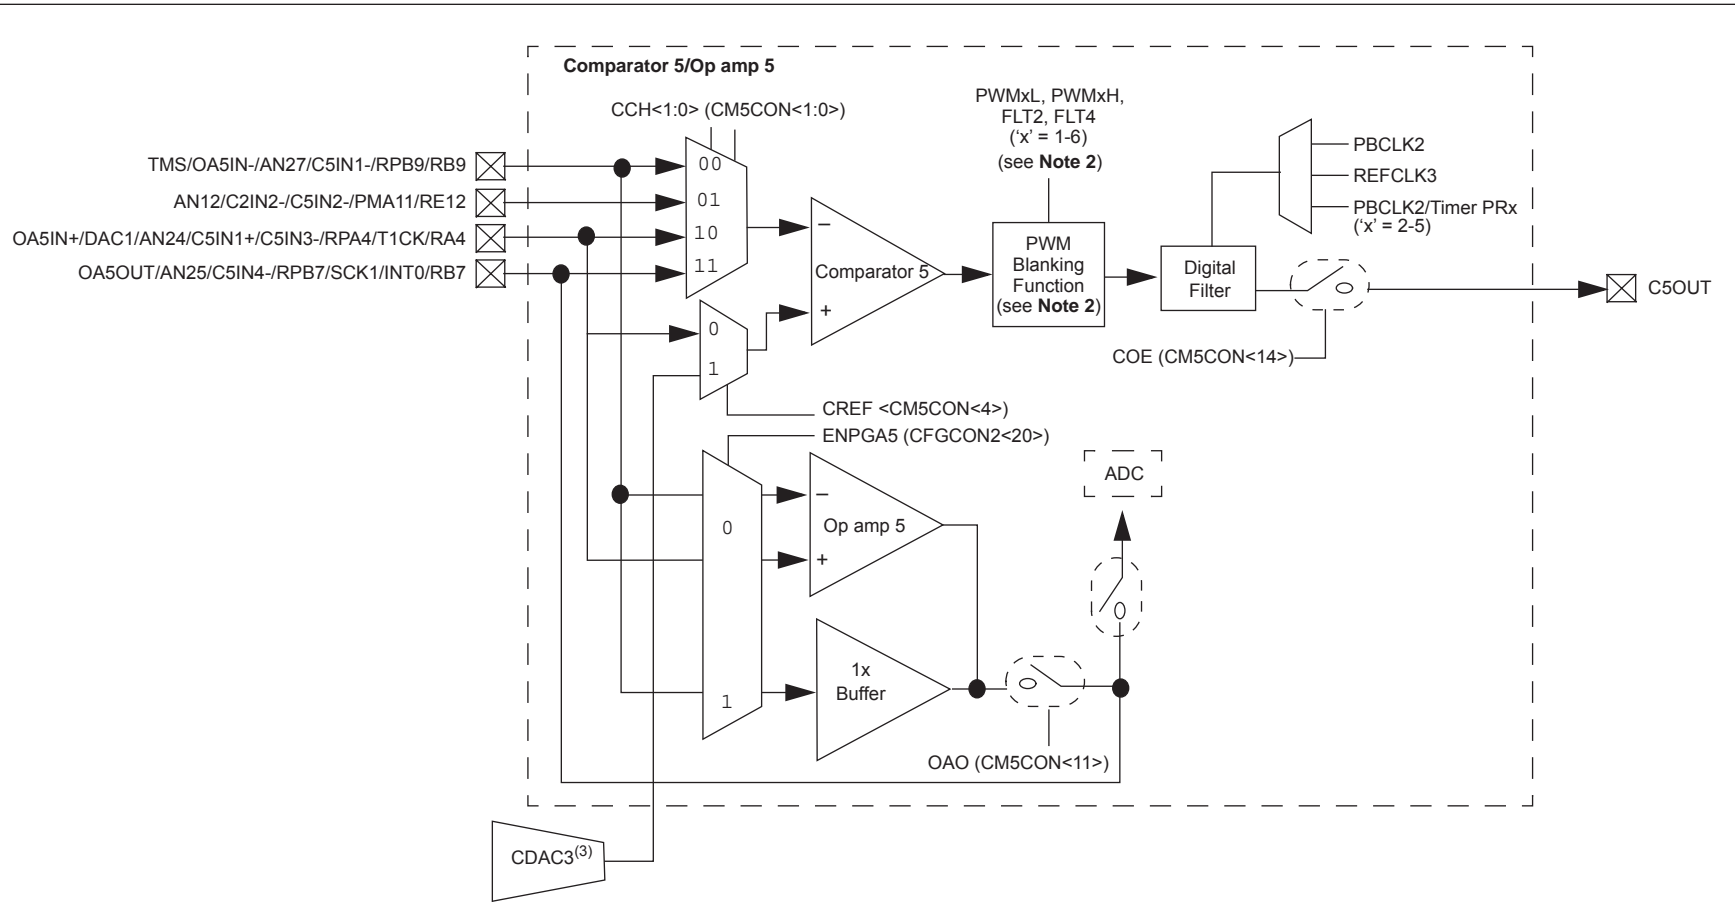 Comparator 5/Op amp 5
CCH<1:0> (CM5CON<1:0>)
PWMxL, PWMxH,
FLT2, FLT4
(‘x’ = 1-6)
(see Note 2)
PBCLK2
REFCLK3
PBCLK2/Timer PRx
(‘x’ = 2-5)
TMS/OA5IN-/AN27/C5IN1-/RPB9/RB9
AN12/C2IN2-/C5IN2-/PMA11/RE12
OA5IN+/DAC1/AN24/C5IN1+/C5IN3-/RPA4/T1CK/RA4
OA5OUT/AN25/C5IN4-/RPB7/SCK1/INT0/RB7
00
01
10
11
–
Comparator 5
+
PWM
Blanking
Function
(see Note 2)
Digital
Filter
C5OUT
COE (CM5CON<14>)
0
1
CREF <CM5CON<4>)
ENPGA5 (CFGCON2<20>)
ADC
0
1
–
Op amp 5
+
1x
Buffer
OAO (CM5CON<11>)
CDAC3(3)